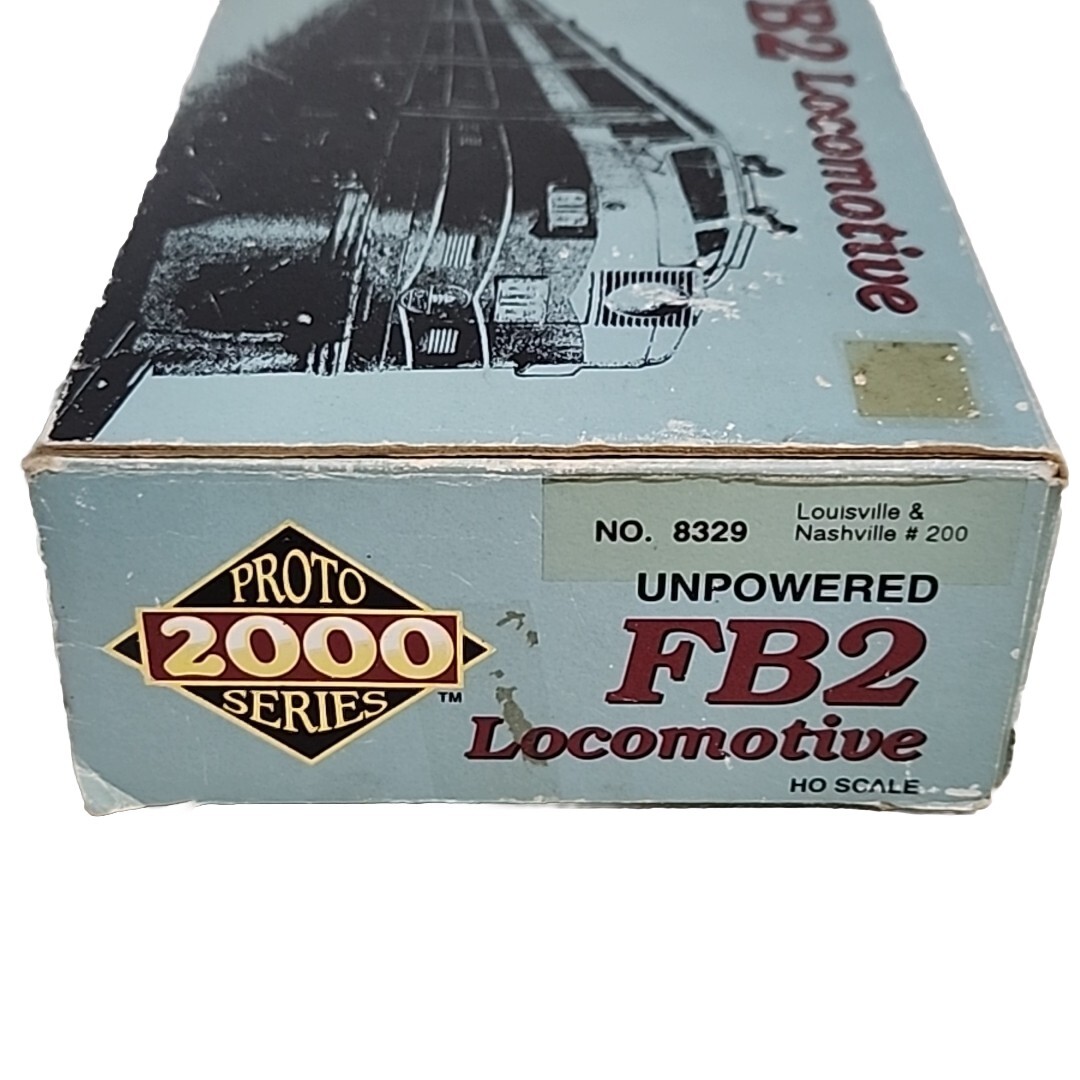 B2 Locomotive
PROTO
2000
SERIES
TM
NO. 8329
Louisville &
Nashville # 200
UNPOWERED
FB2
Locomotive
HO SCALE